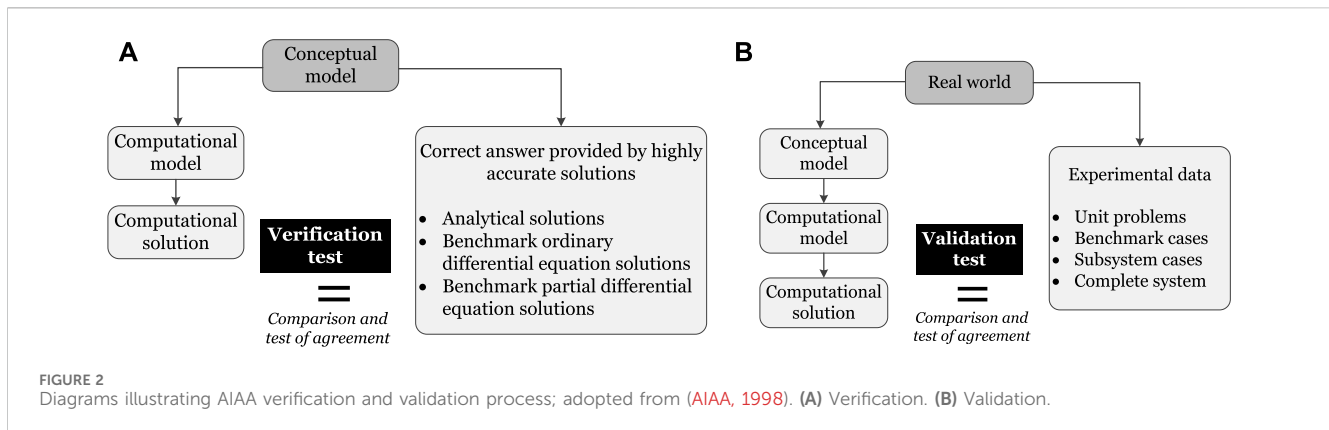 A
Conceptual
model
Computational
model
Computational
solution
Verification
test
=
Comparison and
test of agreement
Correct answer provided by highly
accurate solutions
• Analytical solutions
• Benchmark ordinary
differential equation solutions
• Benchmark partial differential
equation solutions
B
Real world
Conceptual
model
Computational
model
Computational
solution
Validation
test
=
Comparison and
test of agreement
Experimental data
• Unit problems
• Benchmark cases
• Subsystem cases
• Complete system
FIGURE 2
Diagrams illustrating AIAA verification and validation process; adopted from (AIAA, 1998). (A) Verification. (B) Validation.